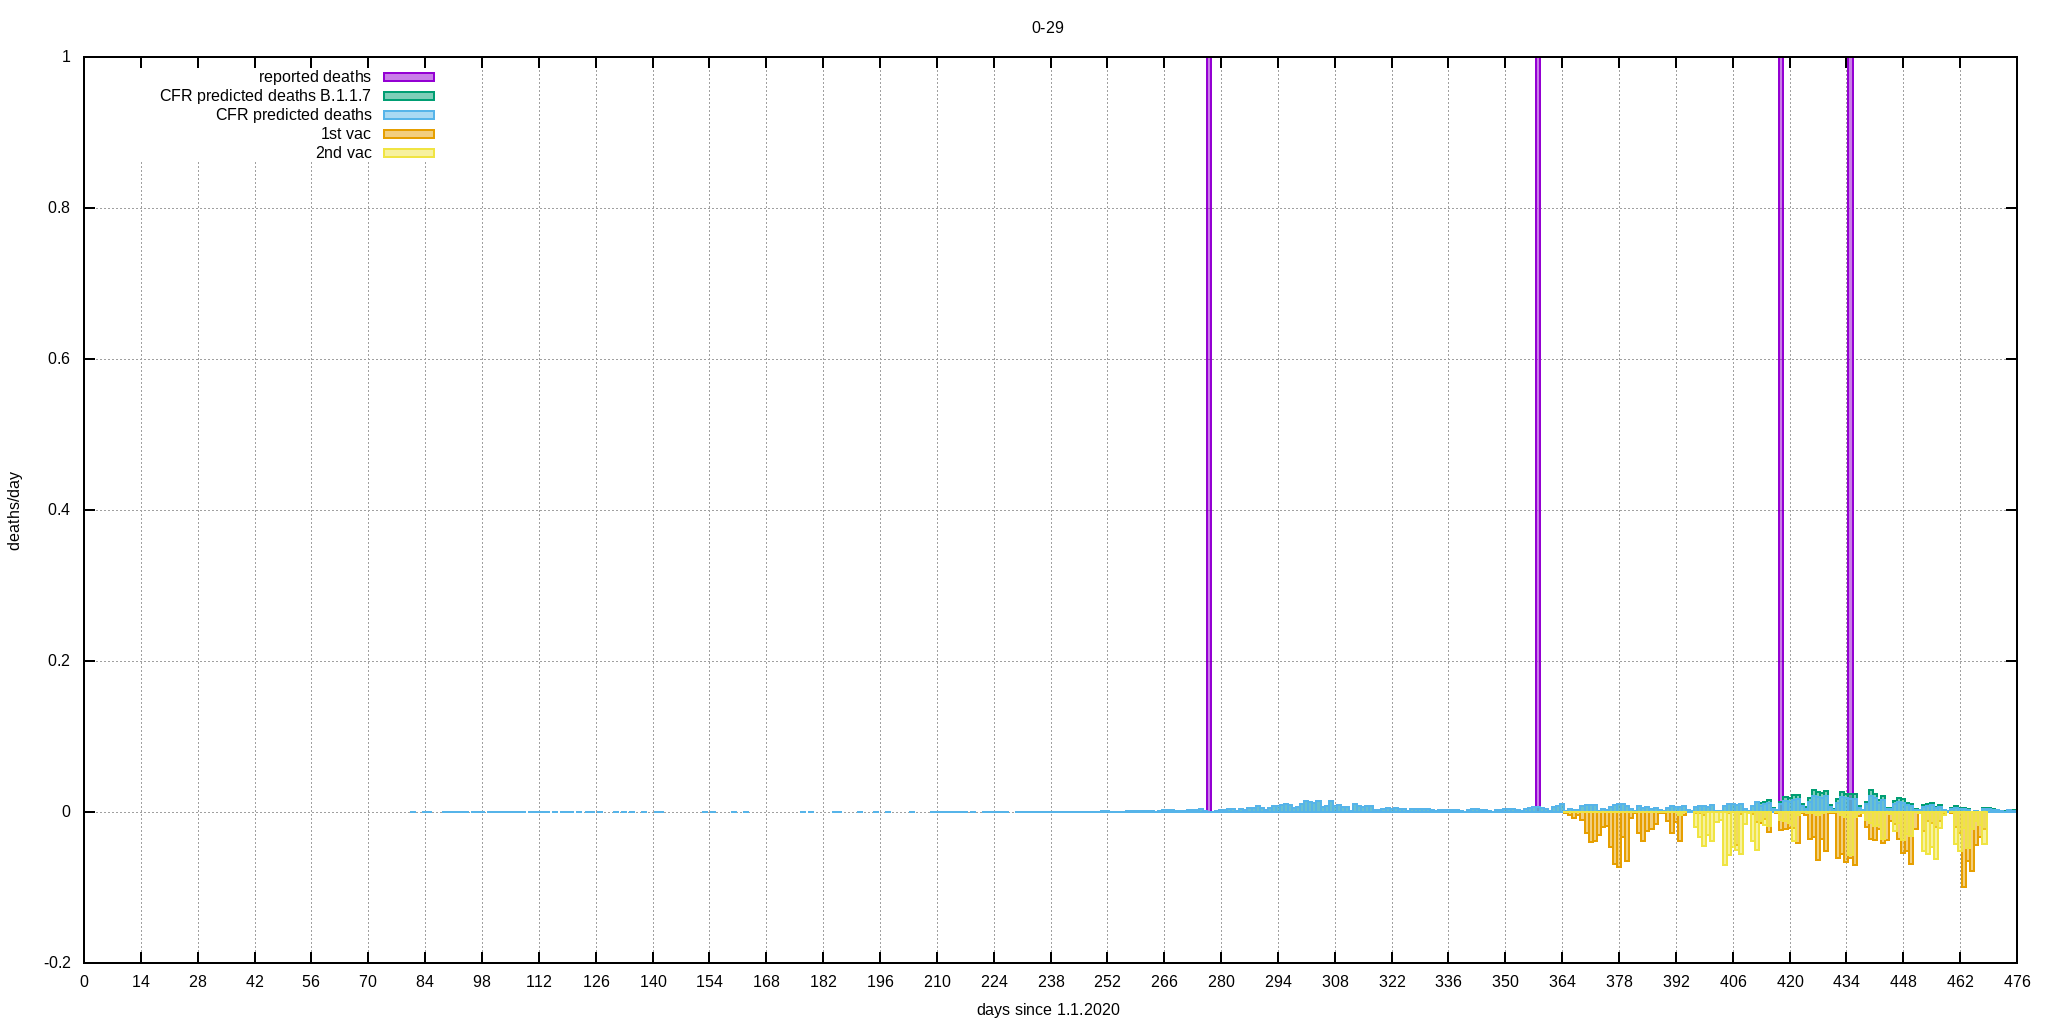 0-29
1
reported deaths
CFR predicted deaths B.1.1.7
CFR predicted deaths
1st vac
2nd vac
0.8
0.6
0.4
0.2
0
-0.2
deaths/day
0 14 28 42 56 70 84 98 112 126 140 154 168 182 196 210 224 238 252 266 280 294 308 322 336 350 364 378 392 406 420 434 448 462 476
days since 1.1.2020